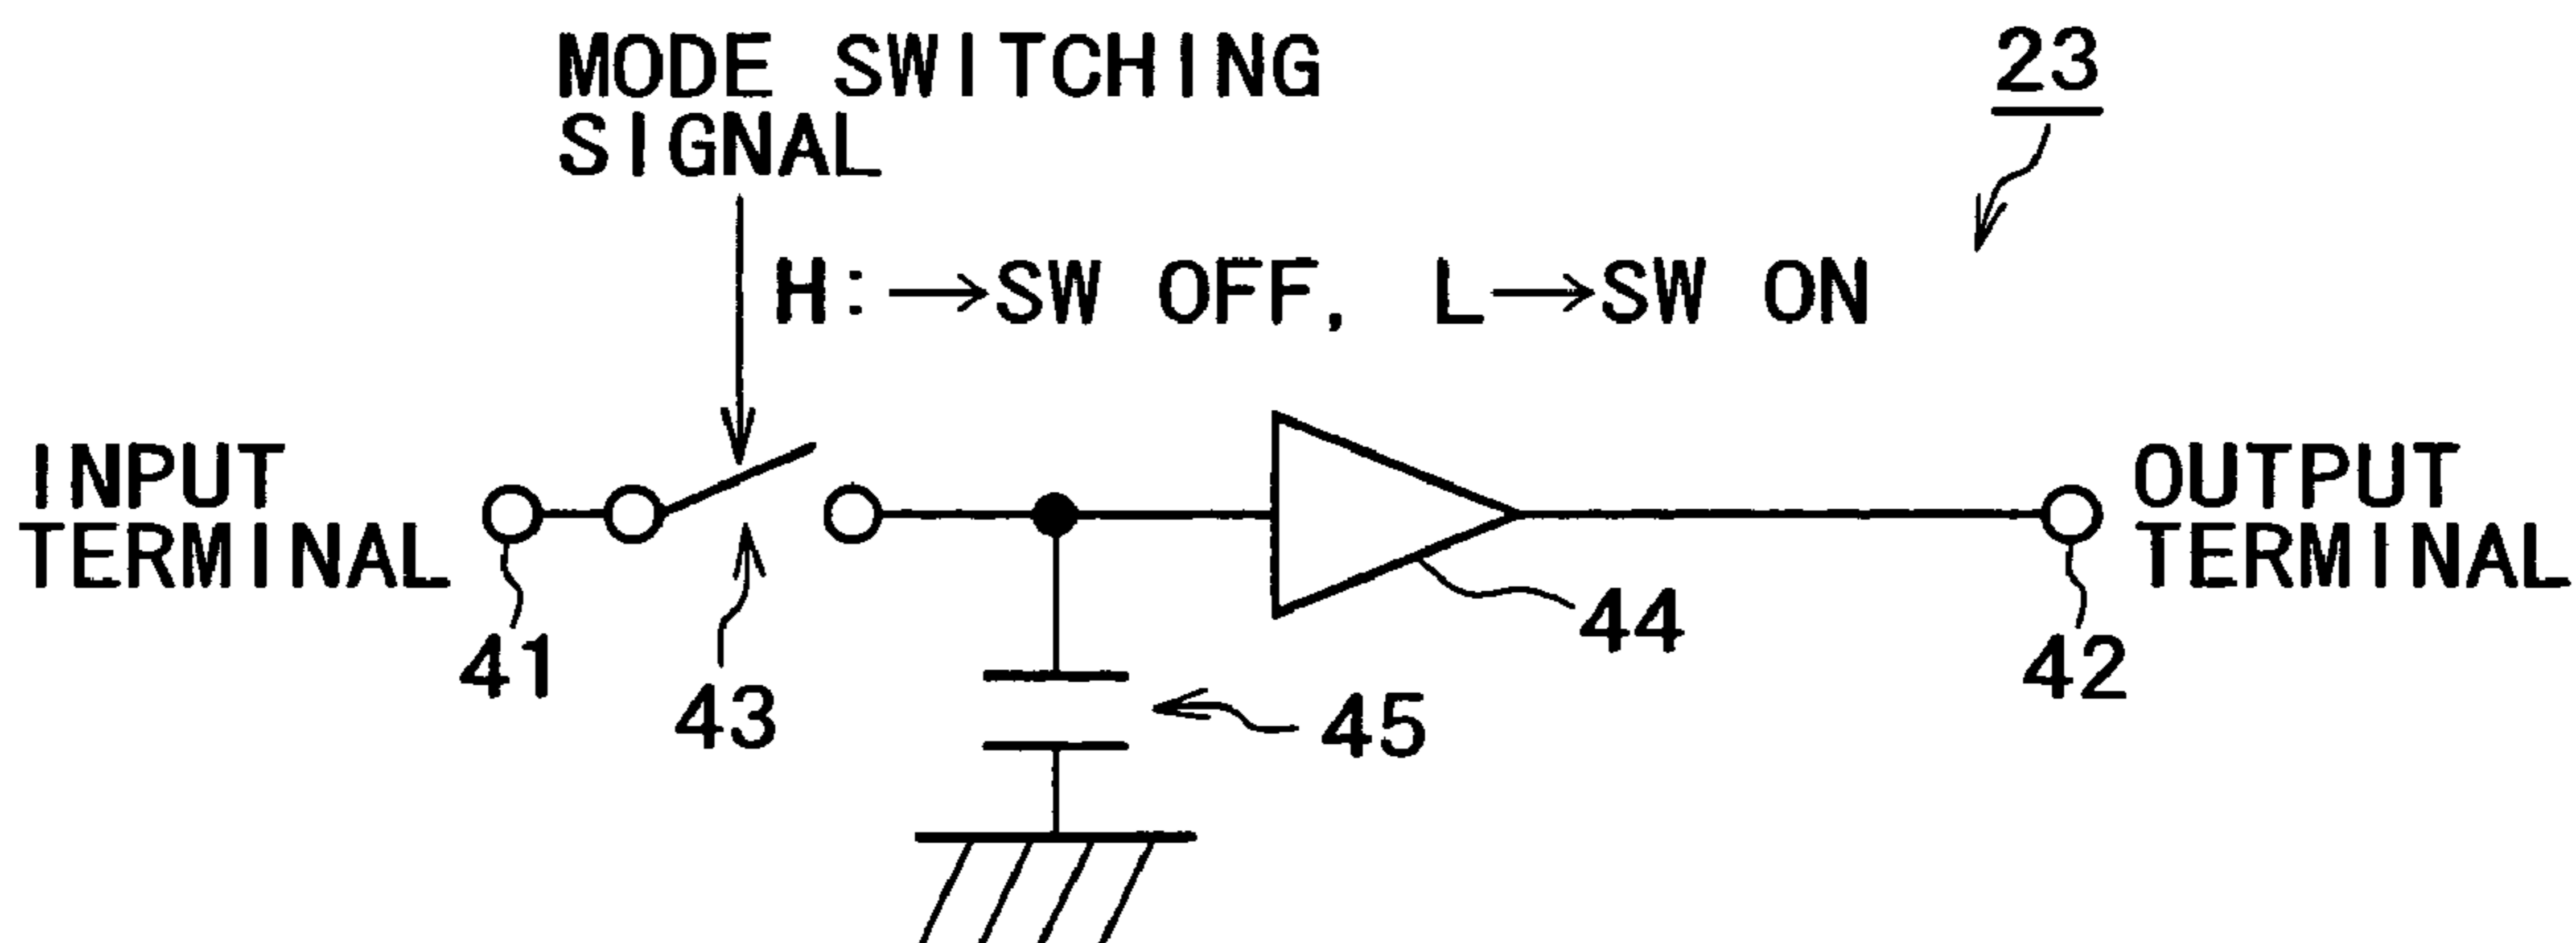 MODE SWITCHING
SIGNAL
23
H:→SW OFF, L→SW ON
INPUT
TERMINAL
OUTPUT
TERMINAL
41
43
44
45
42